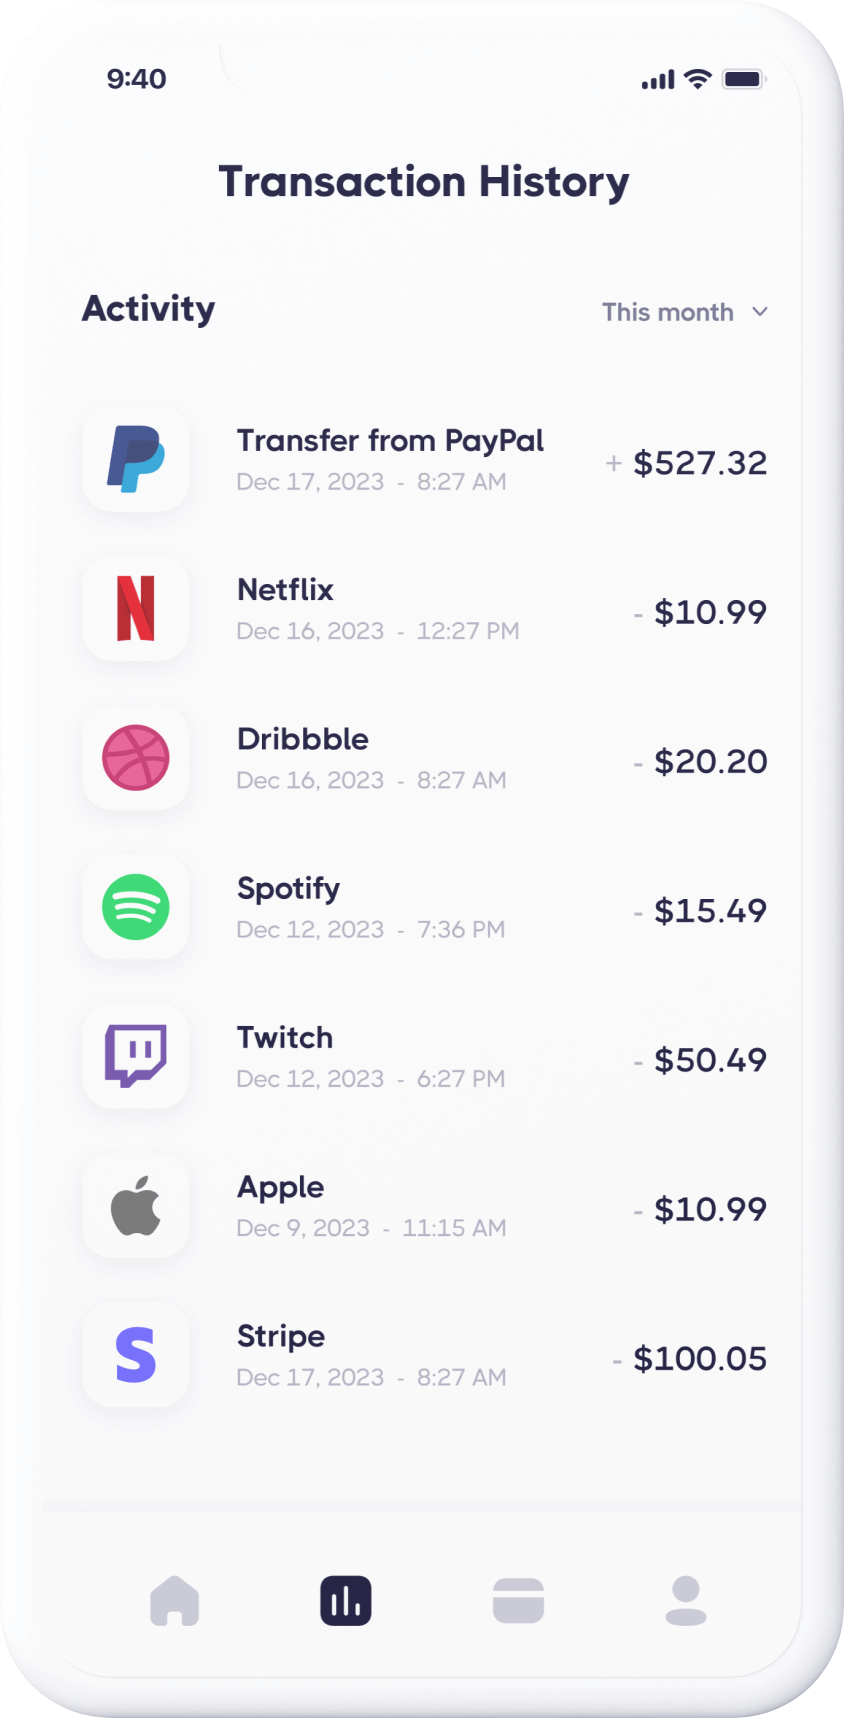 9:40
Transaction History
Activity This month
Transfer from PayPal
Dec 17, 2023 - 8:27 AM
+ $527.32
Netflix
Dec 16, 2023 - 12:27 PM
- $10.99
Dribbble
Dec 16, 2023 - 8:27 AM
- $20.20
Spotify
Dec 12, 2023 - 7:36 PM
- $15.49
Twitch
Dec 12, 2023 - 6:27 PM
- $50.49
Apple
Dec 9, 2023 - 11:15 AM
- $10.99
Stripe
Dec 17, 2023 - 8:27 AM
- $100.05